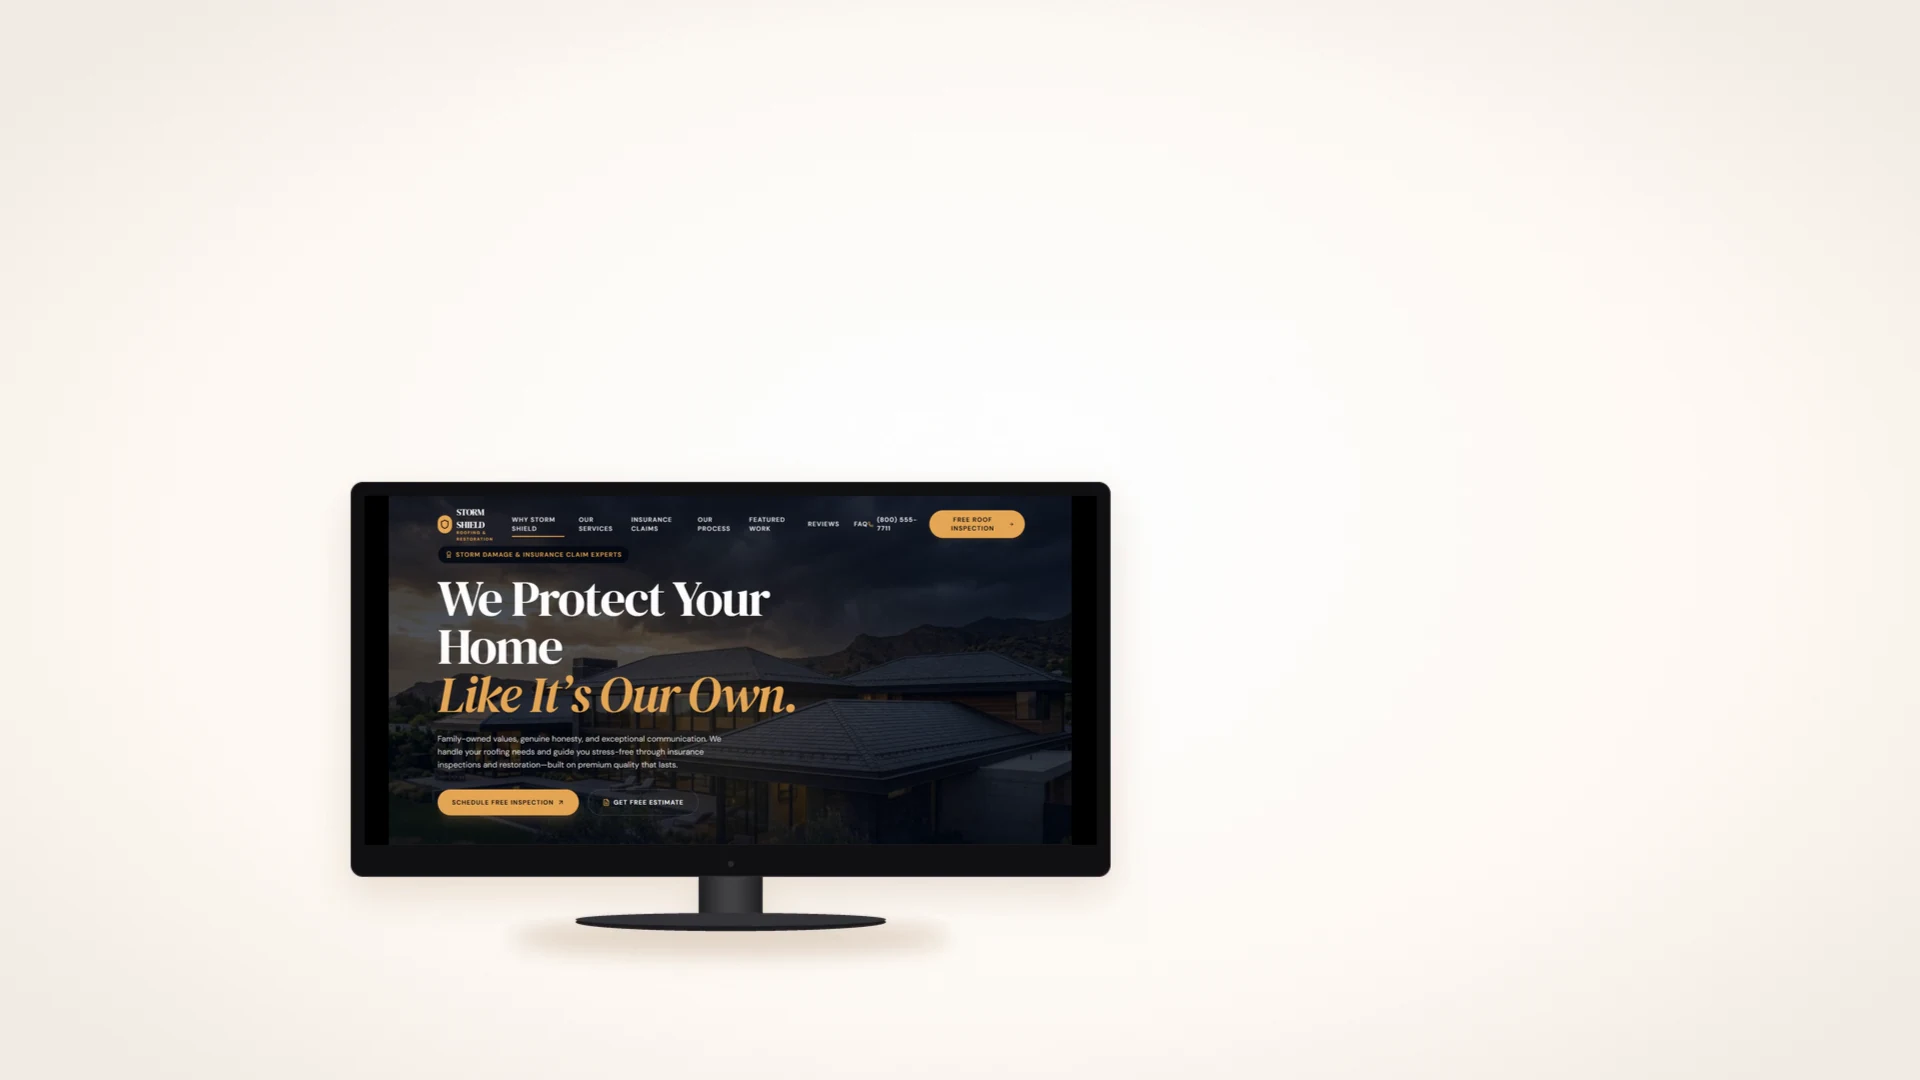 STORM
SHIELD
ROOFING &
RESTORATION
WHY STORM
SHIELD
OUR
SERVICES
INSURANCE
CLAIMS
OUR
PROCESS
FEATURED
WORK
REVIEWS
FAQ
(800) 555-
7711
FREE ROOF
INSPECTION
STORM DAMAGE & INSURANCE CLAIM EXPERTS
We Protect Your
Home
Like It’s Our Own.
Family-owned values, genuine honesty, and exceptional communication. We
handle your roofing needs and guide you stress-free through insurance
inspections and restoration—built on premium quality that lasts.
SCHEDULE FREE INSPECTION
GET FREE ESTIMATE